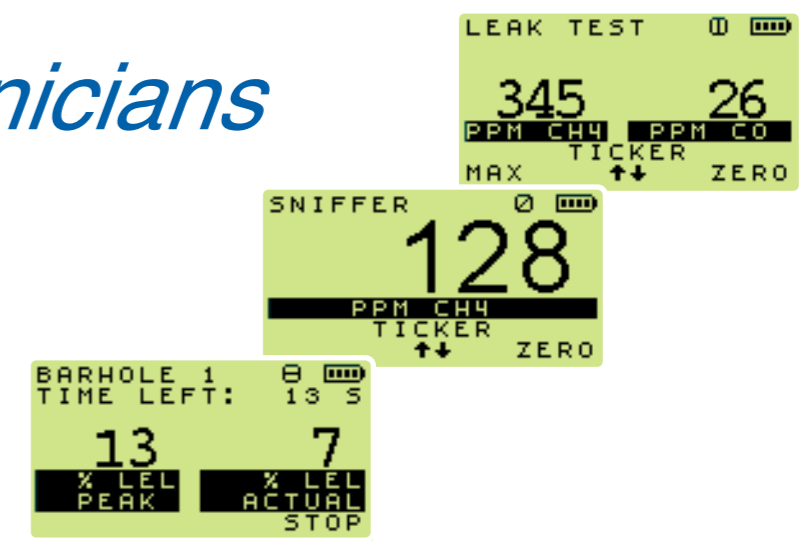 LEAK TEST
345 26
PPM CH4 PPM CO
TICKER
MAX ZERO
SNIFFER
128
PPM CH4
TICKER
ZERO
BARHOLE 1
TIME LEFT: 13 S
13 7
% LEL % LEL
PEAK ACTUAL
STOP